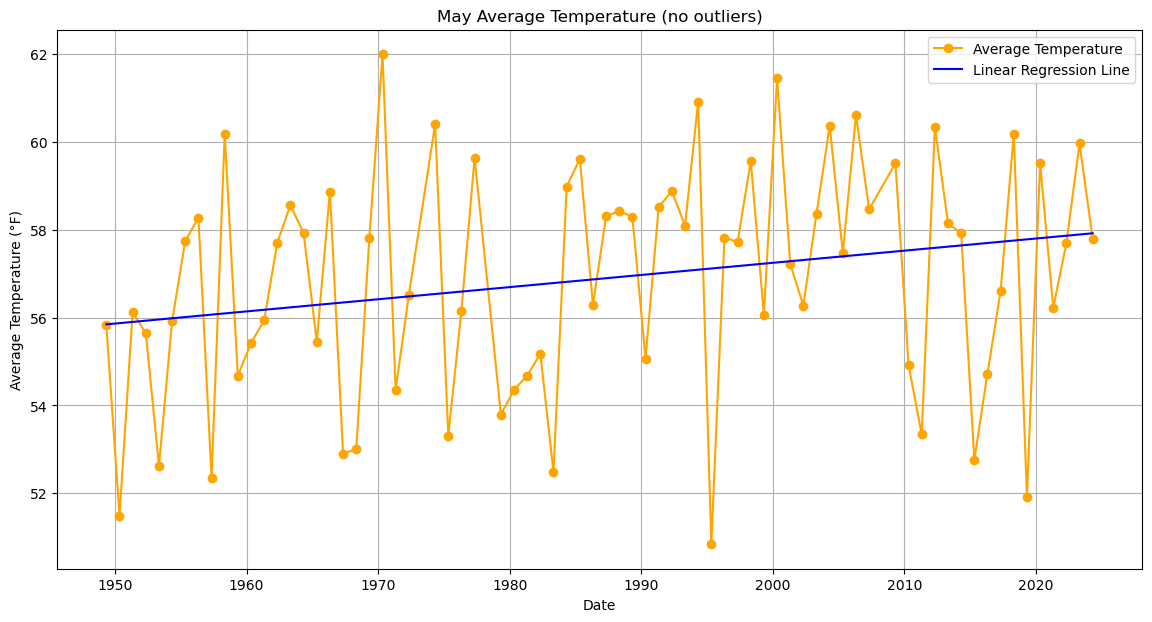 May Average Temperature (no outliers)
Average Temperature
Linear Regression Line
Average Temperature (°F)
62
60
58
56
54
52
1950 1960 1970 1980 1990 2000 2010 2020
Date